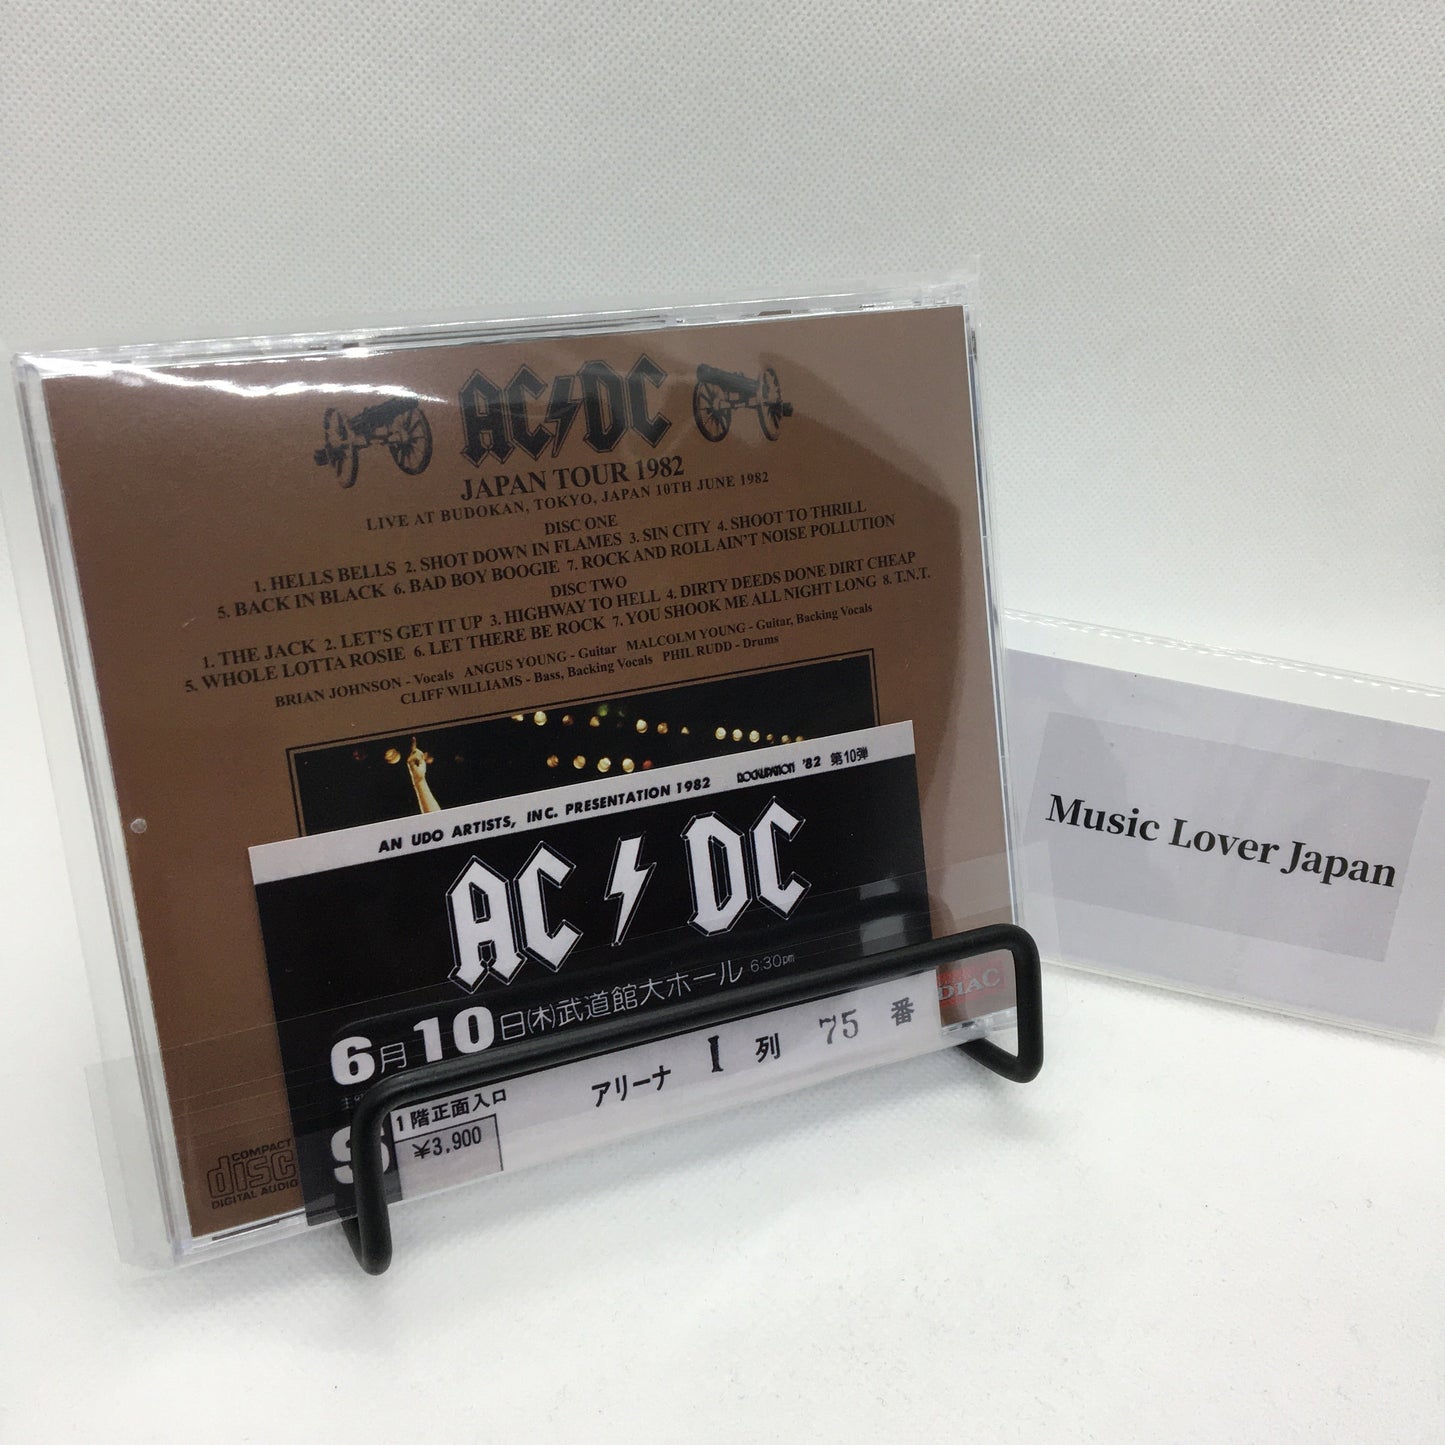 AC/DC
JAPAN TOUR 1982
LIVE AT BUDOKAN, TOKYO, JAPAN 10TH JUNE 1982
DISC ONE
1. HELLS BELLS 2. SHOT DOWN IN FLAMES 3. SIN CITY 4. SHOOT TO THRILL
5. BACK IN BLACK 6. BAD BOY BOOGIE 7. ROCK AND ROLL AIN'T NOISE POLLUTION
DISC TWO
1. THE JACK 2. LET'S GET IT UP 3. HIGHWAY TO HELL 4. DIRTY DEEDS DONE DIRT CHEAP
5. WHOLE LOTTA ROSIE 6. LET THERE BE ROCK 7. YOU SHOOK ME ALL NIGHT LONG 8. T.N.T.
BRIAN JOHNSON - Vocals ANGUS YOUNG - Guitar MALCOLM YOUNG - Guitar, Backing Vocals
CLIFF WILLIAMS - Bass, Backing Vocals PHIL RUDD - Drums
AN UDO ARTISTS, INC. PRESENTATION 1982 ROCKUPATION '82 第10弾
AC/DC
6月10日(木)武道館大ホール 6:30pm
アリーナ I 列 75 番
S
1階正面入口
¥3,900
COMPACT
disc
DIGITAL AUDIO
DIAC
Music Lover Japan